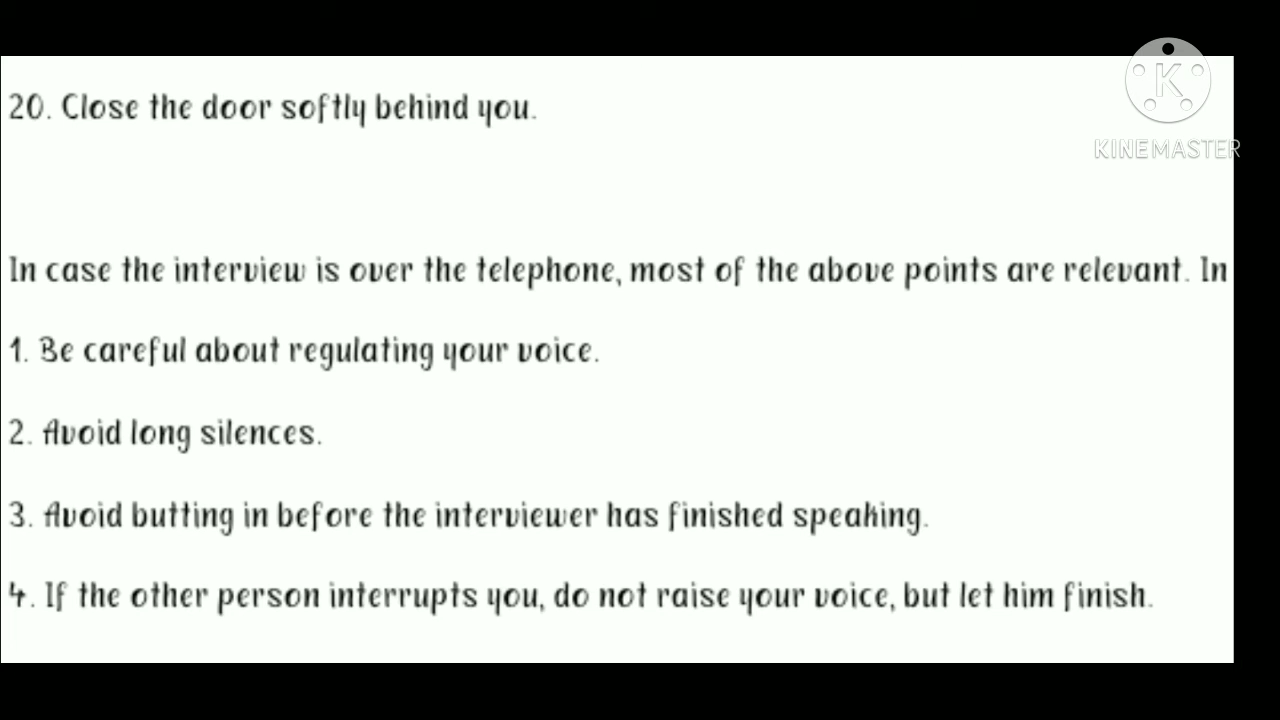 20. Close the door softly behind you.
KINEMASTER
In case the interview is over the telephone, most of the above points are relevant. In
1. Be careful about regulating your voice.
2. Avoid long silences.
3. Avoid butting in before the interviewer has finished speaking.
4. If the other person interrupts you, do not raise your voice, but let him finish.